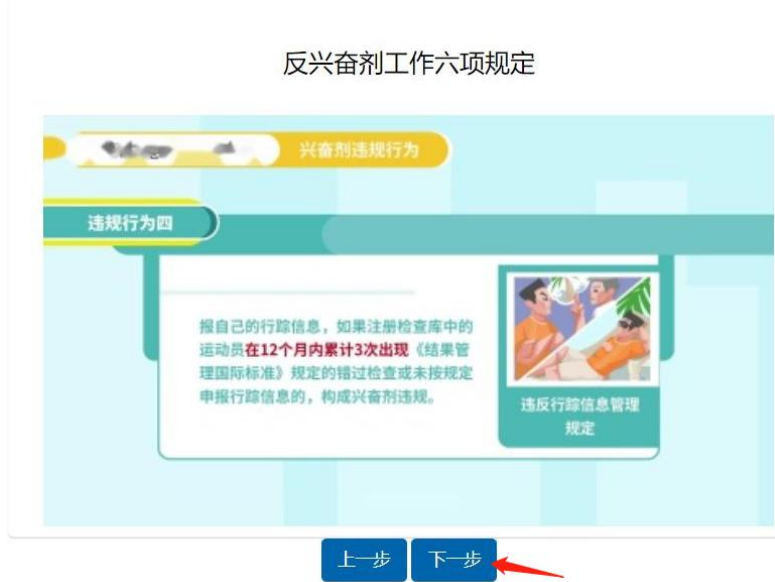 反兴奋剂工作六项规定
兴奋剂违规行为
违规行为四
报自己的行踪信息，如果注册检查库中的
运动员在12个月内累计3次出现《结果管
理国际标准》规定的错过检查或未按规定
申报行踪信息的，构成兴奋剂违规。
违反行踪信息管理
规定
上一步
下一步